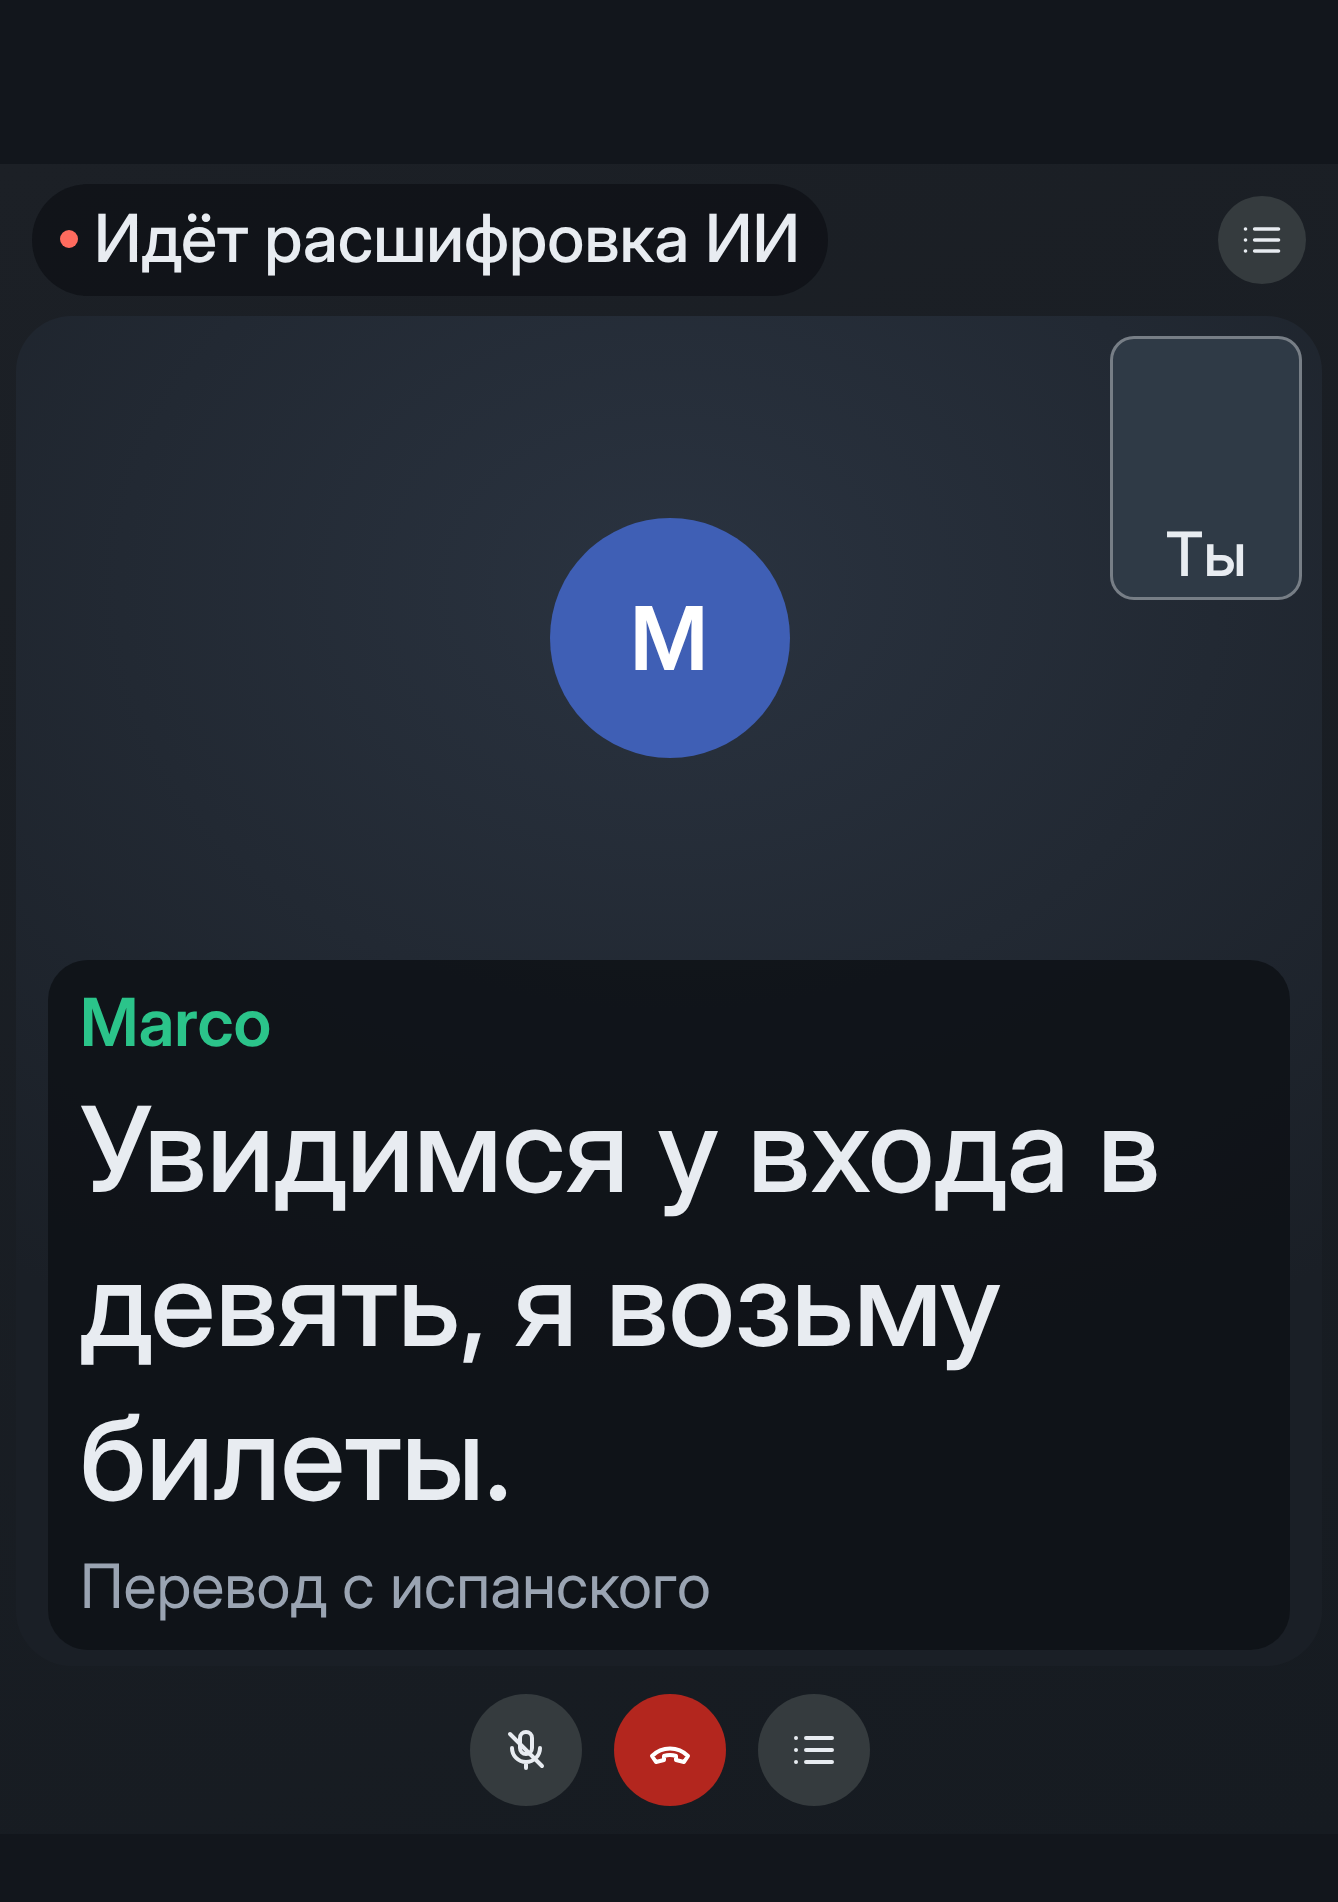 Идёт расшифровка ИИ
Ты
M
Marco
Увидимся у входа в
девять, я возьму
билеты.
Перевод с испанского